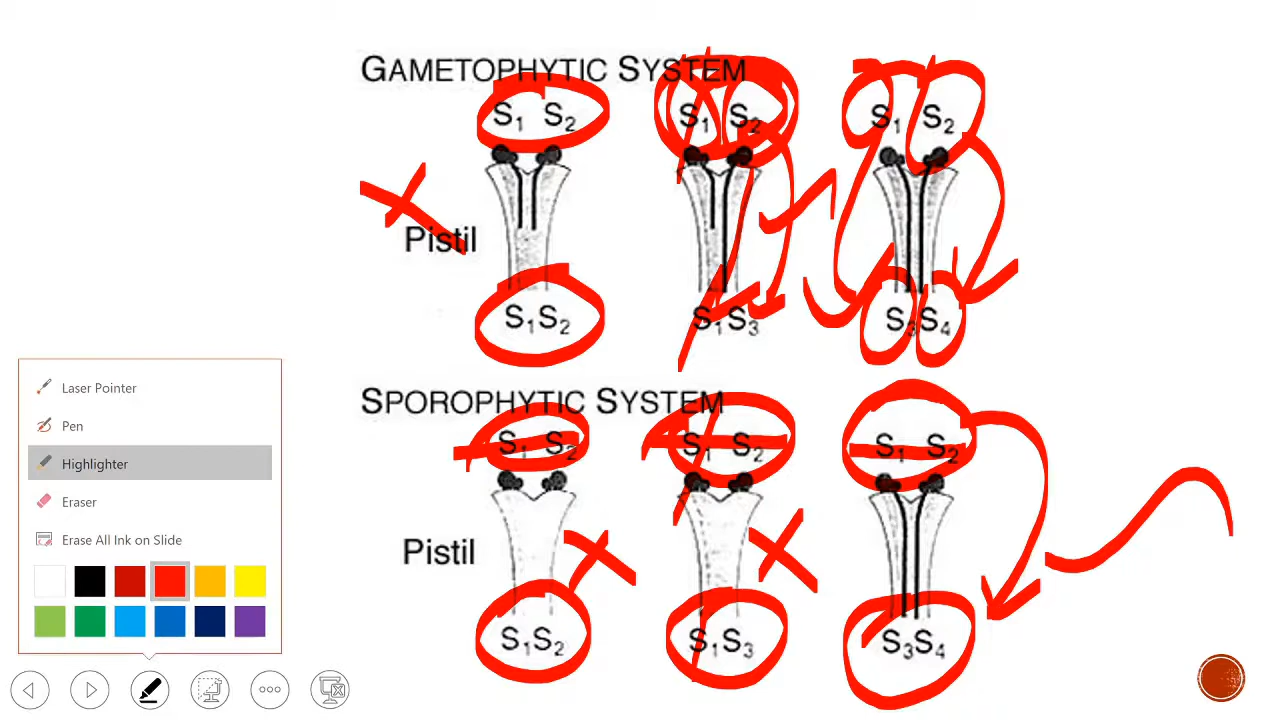 GAMETOPHYTIC SYSTEM
S₁ S₂ S₁ S₂ S₁ S₂
Pistil
S₁S₂ S₁S₃ S₃S₄
SPOROPHYTIC SYSTEM
S₁ S₂ S₁ S₂ S₁ S₂
Pistil
S₁S₂ S₁S₃ S₃S₄
Laser Pointer
Pen
Highlighter
Eraser
Erase All Ink on Slide